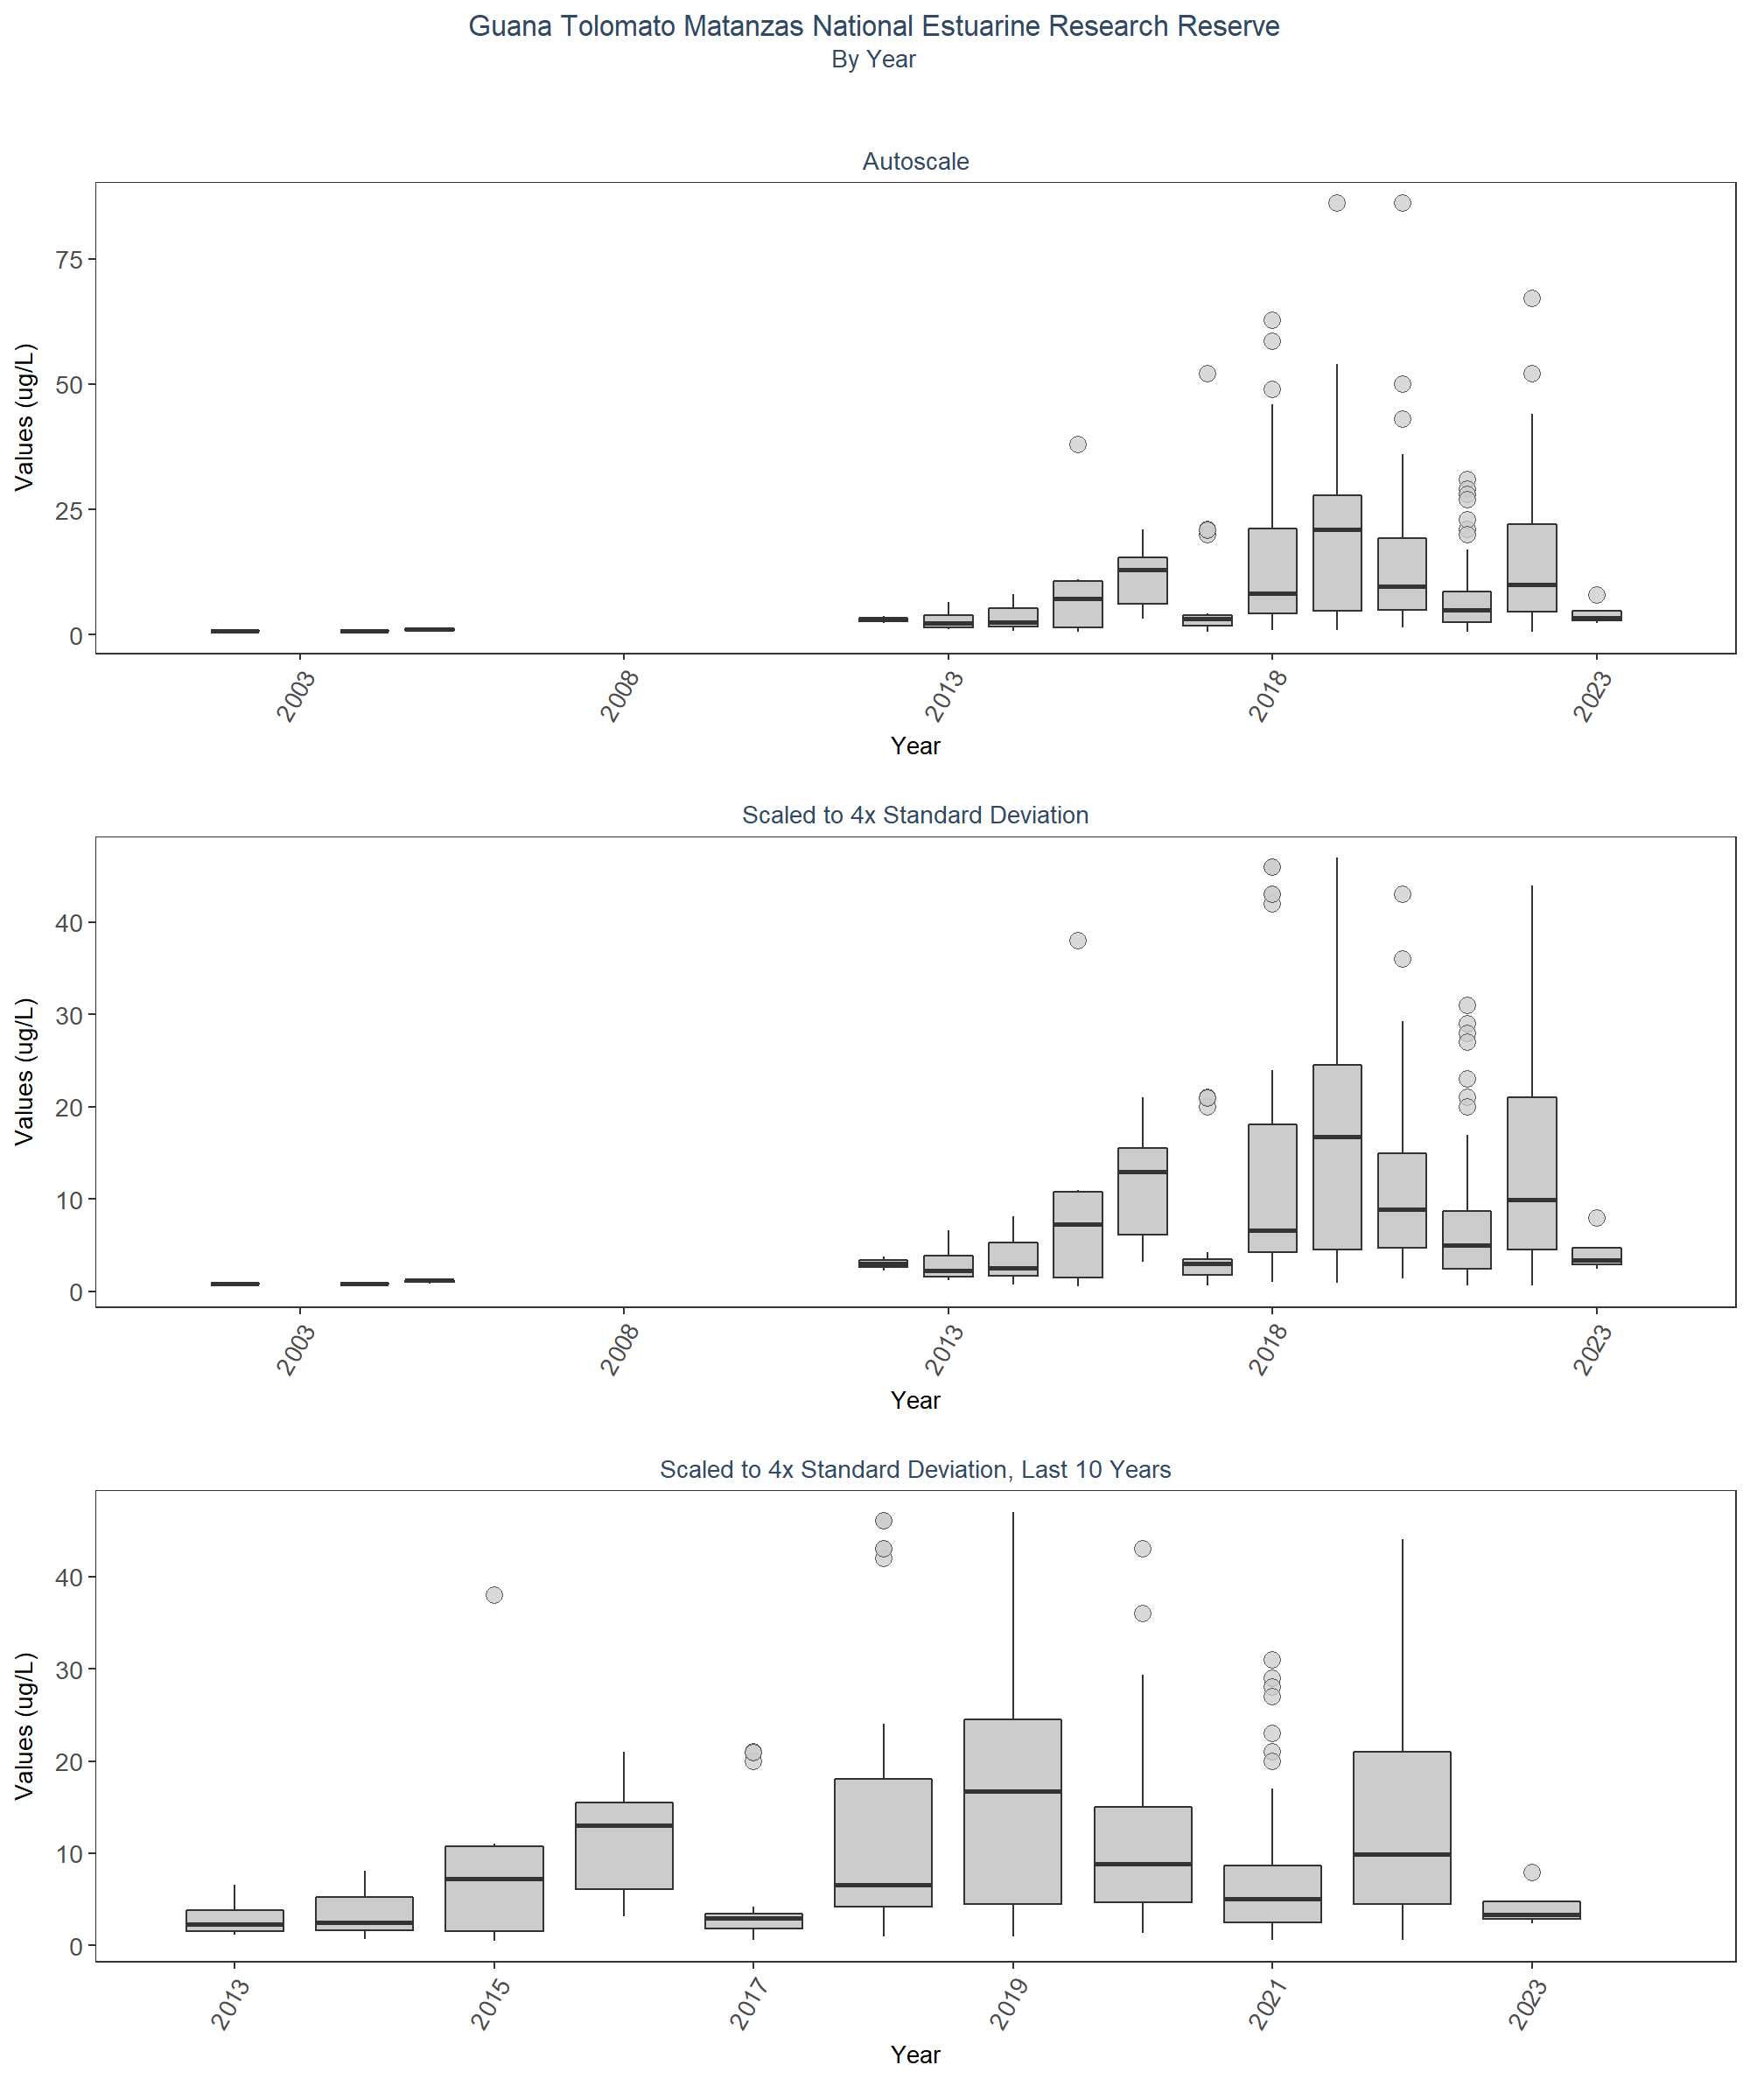 Guana Tolomato Matanzas National Estuarine Research Reserve
By Year
Autoscale
Values (ug/L)
75
50
25
0
2003
2008
2013
2018
2023
Year
Scaled to 4x Standard Deviation
Values (ug/L)
40
30
20
10
0
2003
2008
2013
2018
2023
Year
Scaled to 4x Standard Deviation, Last 10 Years
Values (ug/L)
40
30
20
10
0
2013
2015
2017
2019
2021
2023
Year